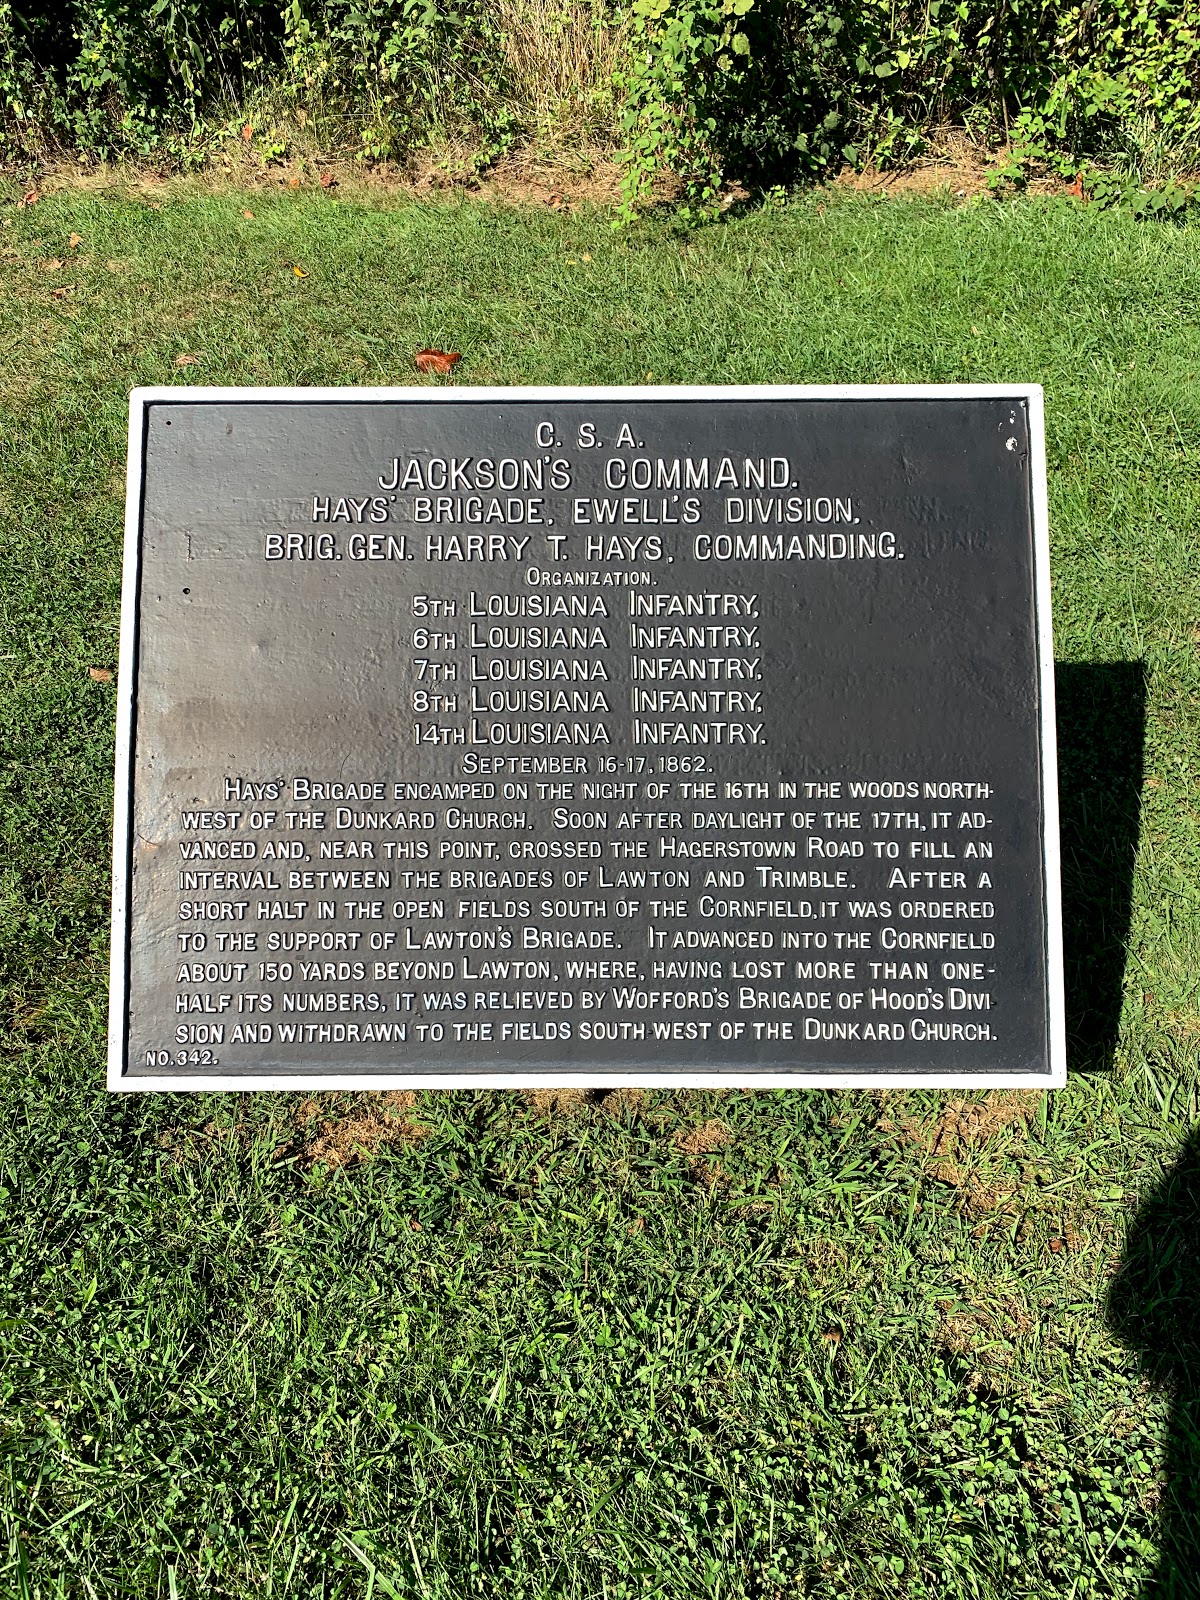 C. S. A.
JACKSON'S COMMAND.
HAYS' BRIGADE, EWELL'S DIVISION.
BRIG. GEN. HARRY T. HAYS, COMMANDING.
ORGANIZATION.
5TH LOUISIANA INFANTRY,
6TH LOUISIANA INFANTRY,
7TH LOUISIANA INFANTRY,
8TH LOUISIANA INFANTRY,
14TH LOUISIANA INFANTRY.
SEPTEMBER 16-17, 1862.
HAYS' BRIGADE ENCAMPED ON THE NIGHT OF THE 16TH IN THE WOODS NORTH-
WEST OF THE DUNKARD CHURCH. SOON AFTER DAYLIGHT OF THE 17TH, IT AD-
VANCED AND, NEAR THIS POINT, CROSSED THE HAGERSTOWN ROAD TO FILL AN
INTERVAL BETWEEN THE BRIGADES OF LAWTON AND TRIMBLE. AFTER A
SHORT HALT IN THE OPEN FIELDS SOUTH OF THE CORNFIELD, IT WAS ORDERED
TO THE SUPPORT OF LAWTON'S BRIGADE. IT ADVANCED INTO THE CORNFIELD
ABOUT 150 YARDS BEYOND LAWTON, WHERE, HAVING LOST MORE THAN ONE-
HALF ITS NUMBERS, IT WAS RELIEVED BY WOFFORD'S BRIGADE OF HOOD'S DIVI-
SION AND WITHDRAWN TO THE FIELDS SOUTH-WEST OF THE DUNKARD CHURCH.
NO. 342.